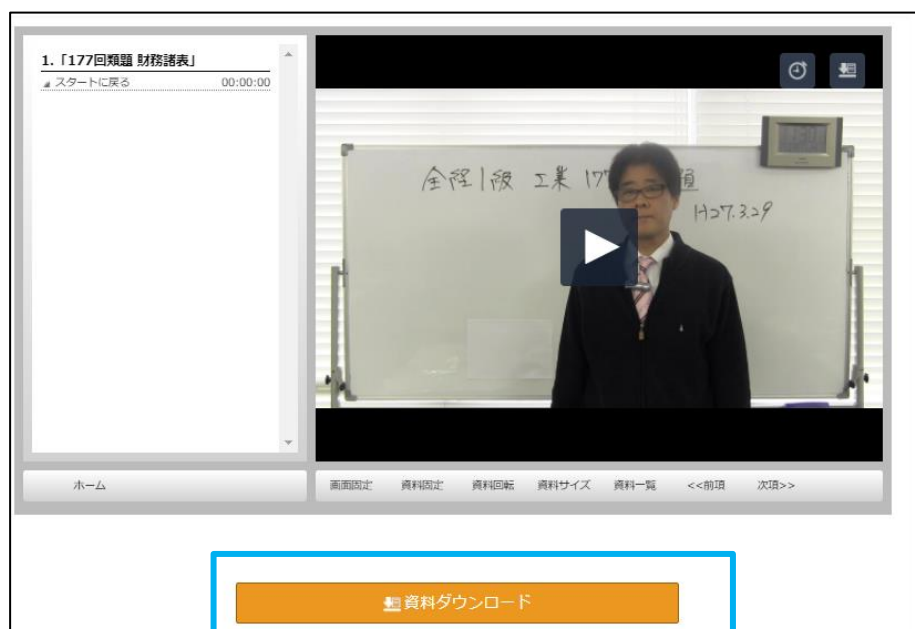 1.「177回類題 財務諸表」
スタートに戻る 00:00:00
全経1級 工業 17 題
H27.3.29
ホーム
画面固定 資料固定 資料回転 資料サイズ 資料一覧 <<前項 次項>>
資料ダウンロード